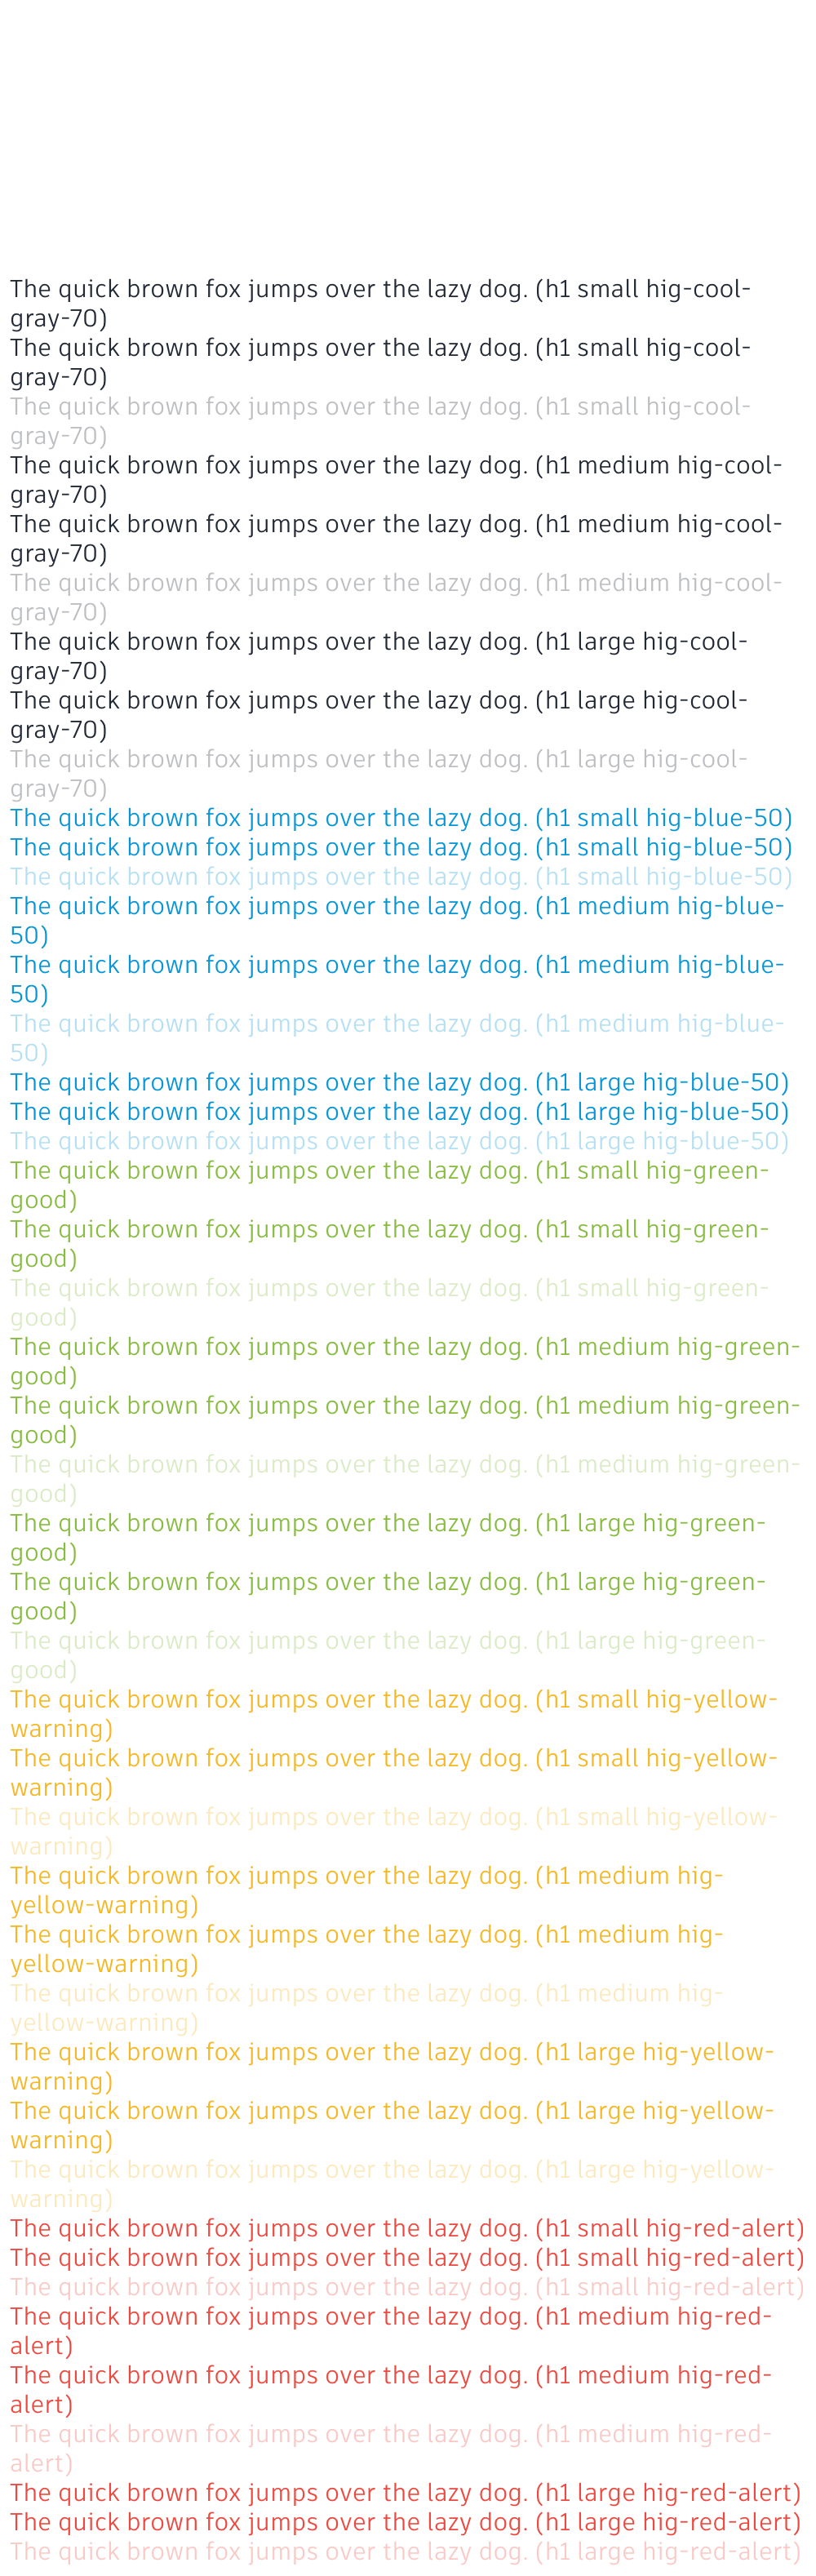 The quick brown fox jumps over the lazy dog. (h1 small hig-cool-
gray-70)
The quick brown fox jumps over the lazy dog. (h1 small hig-cool-
gray-70)
The quick brown fox jumps over the lazy dog. (h1 small hig-cool-
gray-70)
The quick brown fox jumps over the lazy dog. (h1 medium hig-cool-
gray-70)
The quick brown fox jumps over the lazy dog. (h1 medium hig-cool-
gray-70)
The quick brown fox jumps over the lazy dog. (h1 medium hig-cool-
gray-70)
The quick brown fox jumps over the lazy dog. (h1 large hig-cool-
gray-70)
The quick brown fox jumps over the lazy dog. (h1 large hig-cool-
gray-70)
The quick brown fox jumps over the lazy dog. (h1 large hig-cool-
gray-70)
The quick brown fox jumps over the lazy dog. (h1 small hig-blue-50)
The quick brown fox jumps over the lazy dog. (h1 small hig-blue-50)
The quick brown fox jumps over the lazy dog. (h1 small hig-blue-50)
The quick brown fox jumps over the lazy dog. (h1 medium hig-blue-
50)
The quick brown fox jumps over the lazy dog. (h1 medium hig-blue-
50)
The quick brown fox jumps over the lazy dog. (h1 medium hig-blue-
50)
The quick brown fox jumps over the lazy dog. (h1 large hig-blue-50)
The quick brown fox jumps over the lazy dog. (h1 large hig-blue-50)
The quick brown fox jumps over the lazy dog. (h1 large hig-blue-50)
The quick brown fox jumps over the lazy dog. (h1 small hig-green-
good)
The quick brown fox jumps over the lazy dog. (h1 small hig-green-
good)
The quick brown fox jumps over the lazy dog. (h1 small hig-green-
good)
The quick brown fox jumps over the lazy dog. (h1 medium hig-green-
good)
The quick brown fox jumps over the lazy dog. (h1 medium hig-green-
good)
The quick brown fox jumps over the lazy dog. (h1 medium hig-green-
good)
The quick brown fox jumps over the lazy dog. (h1 large hig-green-
good)
The quick brown fox jumps over the lazy dog. (h1 large hig-green-
good)
The quick brown fox jumps over the lazy dog. (h1 large hig-green-
good)
The quick brown fox jumps over the lazy dog. (h1 small hig-yellow-
warning)
The quick brown fox jumps over the lazy dog. (h1 small hig-yellow-
warning)
The quick brown fox jumps over the lazy dog. (h1 small hig-yellow-
warning)
The quick brown fox jumps over the lazy dog. (h1 medium hig-
yellow-warning)
The quick brown fox jumps over the lazy dog. (h1 medium hig-
yellow-warning)
The quick brown fox jumps over the lazy dog. (h1 medium hig-
yellow-warning)
The quick brown fox jumps over the lazy dog. (h1 large hig-yellow-
warning)
The quick brown fox jumps over the lazy dog. (h1 large hig-yellow-
warning)
The quick brown fox jumps over the lazy dog. (h1 large hig-yellow-
warning)
The quick brown fox jumps over the lazy dog. (h1 small hig-red-alert)
The quick brown fox jumps over the lazy dog. (h1 small hig-red-alert)
The quick brown fox jumps over the lazy dog. (h1 small hig-red-alert)
The quick brown fox jumps over the lazy dog. (h1 medium hig-red-
alert)
The quick brown fox jumps over the lazy dog. (h1 medium hig-red-
alert)
The quick brown fox jumps over the lazy dog. (h1 medium hig-red-
alert)
The quick brown fox jumps over the lazy dog. (h1 large hig-red-alert)
The quick brown fox jumps over the lazy dog. (h1 large hig-red-alert)
The quick brown fox jumps over the lazy dog. (h1 large hig-red-alert)